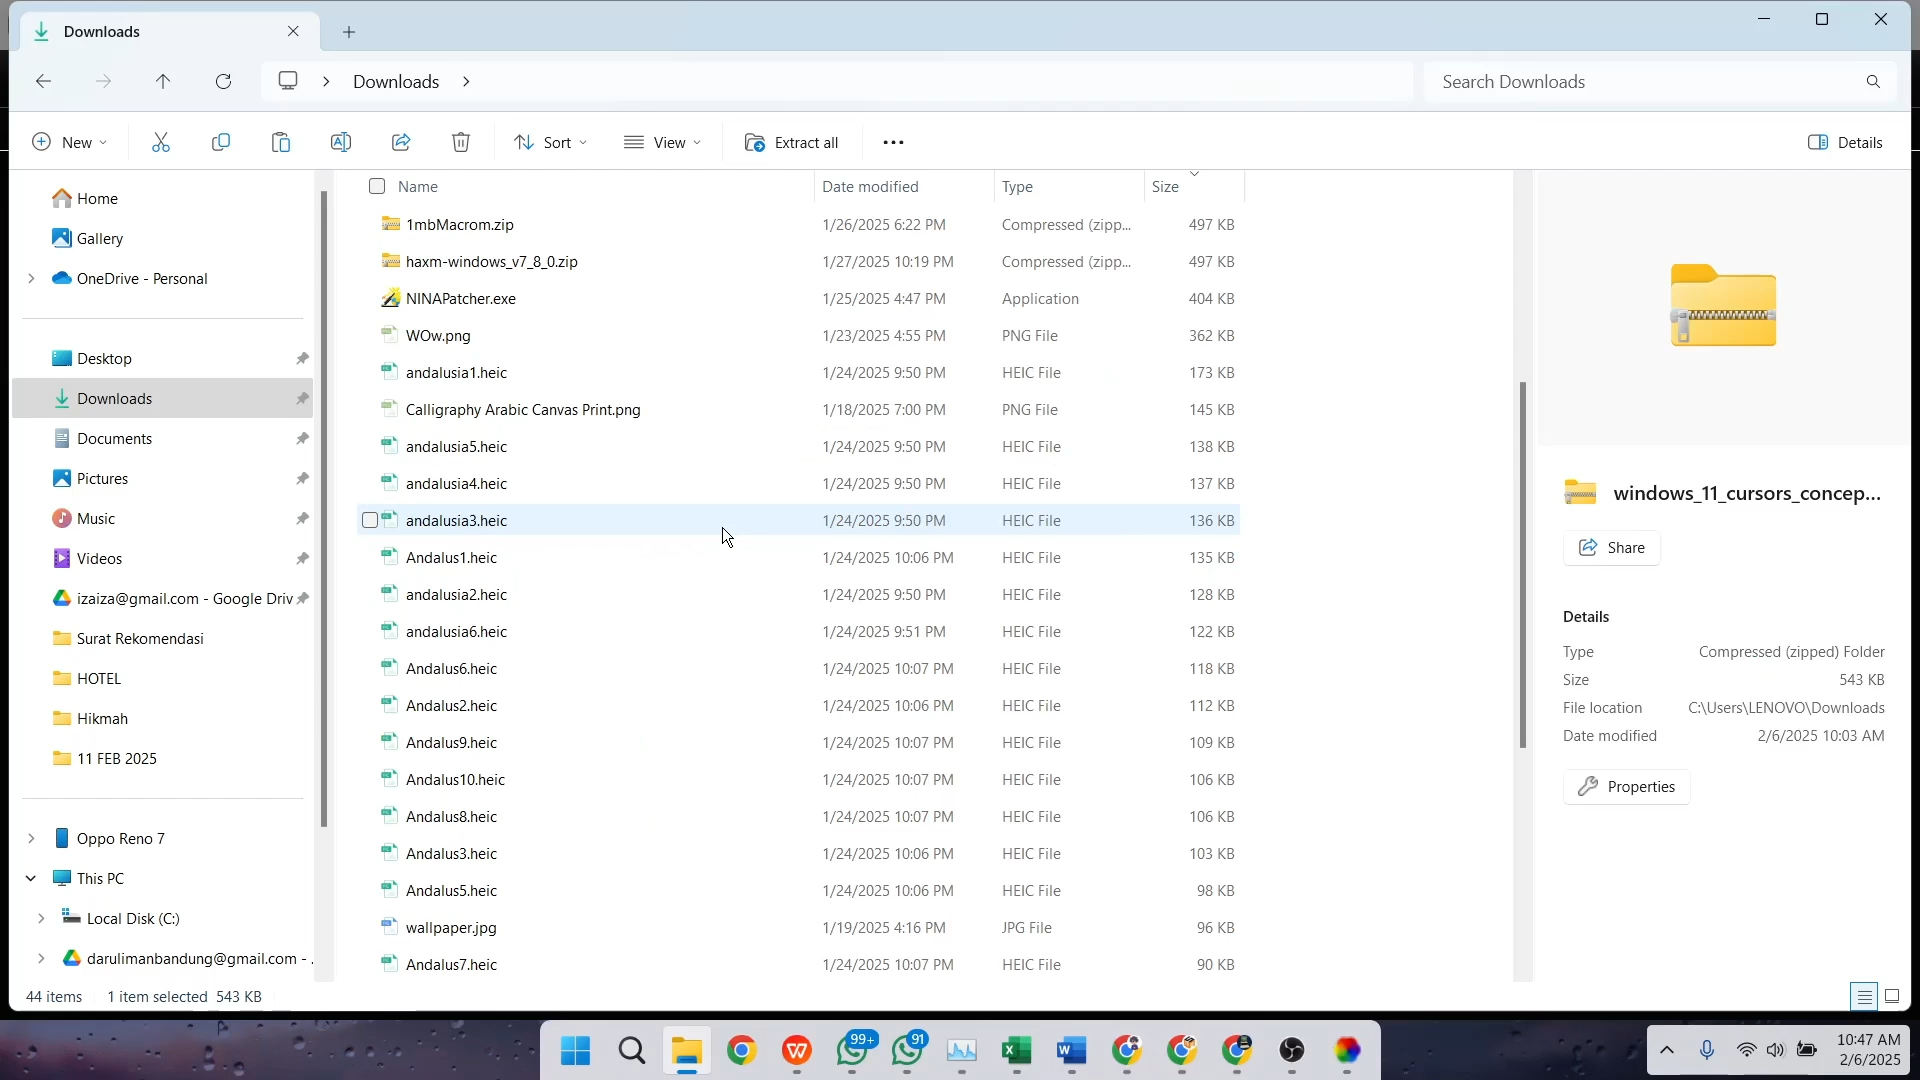 Downloads
Downloads
Search Downloads
New
Sort
View
Extract all
Details
Home
Gallery
OneDrive - Personal
Desktop
Downloads
Documents
Pictures
Music
Videos
izaiza@gmail.com - Google Driv
Surat Rekomendasi
HOTEL
Hikmah
11 FEB 2025
Oppo Reno 7
This PC
Local Disk (C:)
darulimanbandung@gmail.com - .
Name Date modified Type Size
1mbMacrom.zip 1/26/2025 6:22 PM Compressed (zipp... 497 KB
haxm-windows_v7_8_0.zip 1/27/2025 10:19 PM Compressed (zipp... 497 KB
NINAPatcher.exe 1/25/2025 4:47 PM Application 404 KB
WOw.png 1/23/2025 4:55 PM PNG File 362 KB
andalusia1.heic 1/24/2025 9:50 PM HEIC File 173 KB
Calligraphy Arabic Canvas Print.png 1/18/2025 7:00 PM PNG File 145 KB
andalusia5.heic 1/24/2025 9:50 PM HEIC File 138 KB
andalusia4.heic 1/24/2025 9:50 PM HEIC File 137 KB
andalusia3.heic 1/24/2025 9:50 PM HEIC File 136 KB
Andalus1.heic 1/24/2025 10:06 PM HEIC File 135 KB
andalusia2.heic 1/24/2025 9:50 PM HEIC File 128 KB
andalusia6.heic 1/24/2025 9:51 PM HEIC File 122 KB
Andalus6.heic 1/24/2025 10:07 PM HEIC File 118 KB
Andalus2.heic 1/24/2025 10:06 PM HEIC File 112 KB
Andalus9.heic 1/24/2025 10:07 PM HEIC File 109 KB
Andalus10.heic 1/24/2025 10:07 PM HEIC File 106 KB
Andalus8.heic 1/24/2025 10:07 PM HEIC File 106 KB
Andalus3.heic 1/24/2025 10:06 PM HEIC File 103 KB
Andalus5.heic 1/24/2025 10:06 PM HEIC File 98 KB
wallpaper.jpg 1/19/2025 4:16 PM JPG File 96 KB
Andalus7.heic 1/24/2025 10:07 PM HEIC File 90 KB
windows_11_cursors_concep...
Share
Details
Type Compressed (zipped) Folder
Size 543 KB
File location C:\Users\LENOVO\Downloads
Date modified 2/6/2025 10:03 AM
Properties
44 items 1 item selected 543 KB
99+
91
10:47 AM
2/6/2025